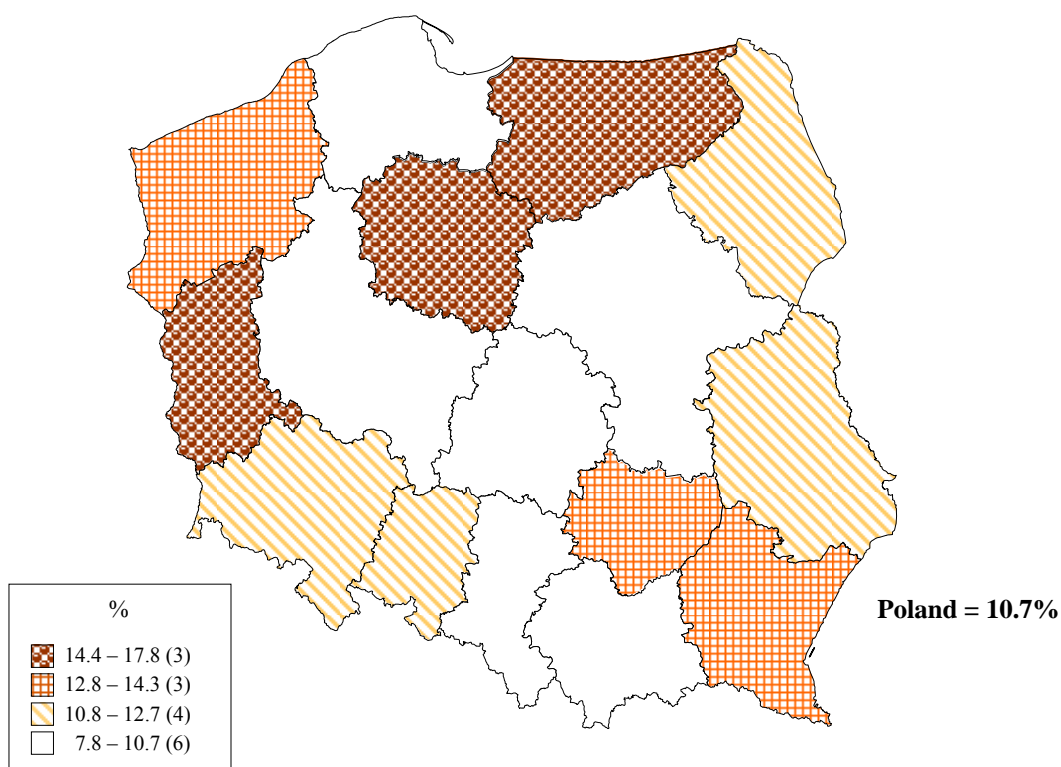 %
14.4 – 17.8 (3)
12.8 – 14.3 (3)
10.8 – 12.7 (4)
7.8 – 10.7 (6)
Poland = 10.7%